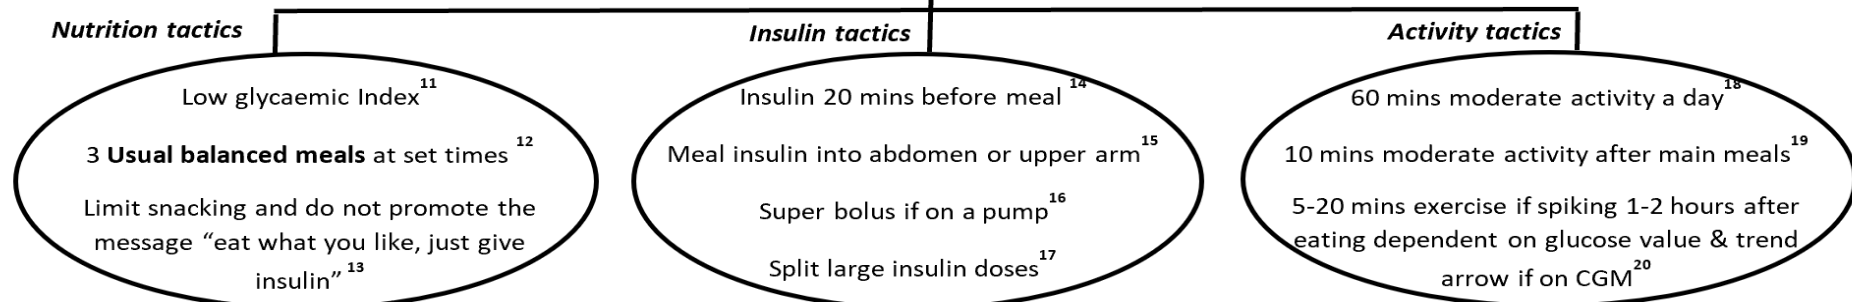 Nutrition tactics
Low glycaemic Index11
3 Usual balanced meals at set times 12
Limit snacking and do not promote the
message “eat what you like, just give
insulin” 13
Insulin tactics
Insulin 20 mins before meal 14
Meal insulin into abdomen or upper arm15
Super bolus if on a pump16
Split large insulin doses17
Activity tactics
60 mins moderate activity a day18
10 mins moderate activity after main meals19
5-20 mins exercise if spiking 1-2 hours after
eating dependent on glucose value & trend
arrow if on CGM20